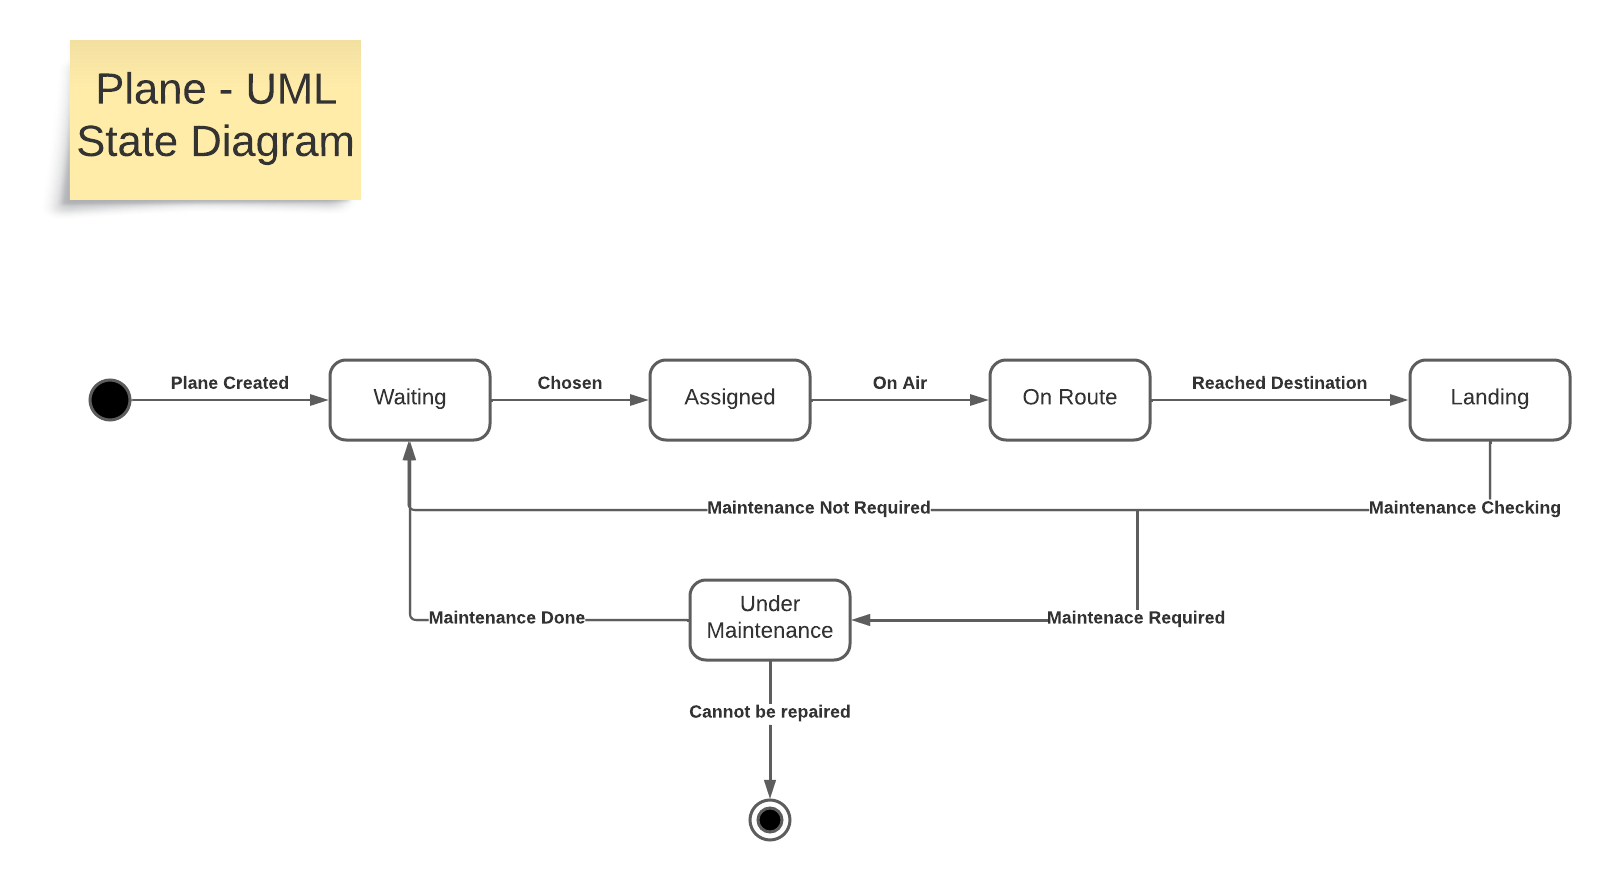 Plane - UML
State Diagram
Plane Created
Waiting
Chosen
Assigned
On Air
On Route
Reached Destination
Landing
Maintenance Not Required
Maintenance Checking
Under
Maintenance
Maintenance Done
Maintenace Required
Cannot be repaired